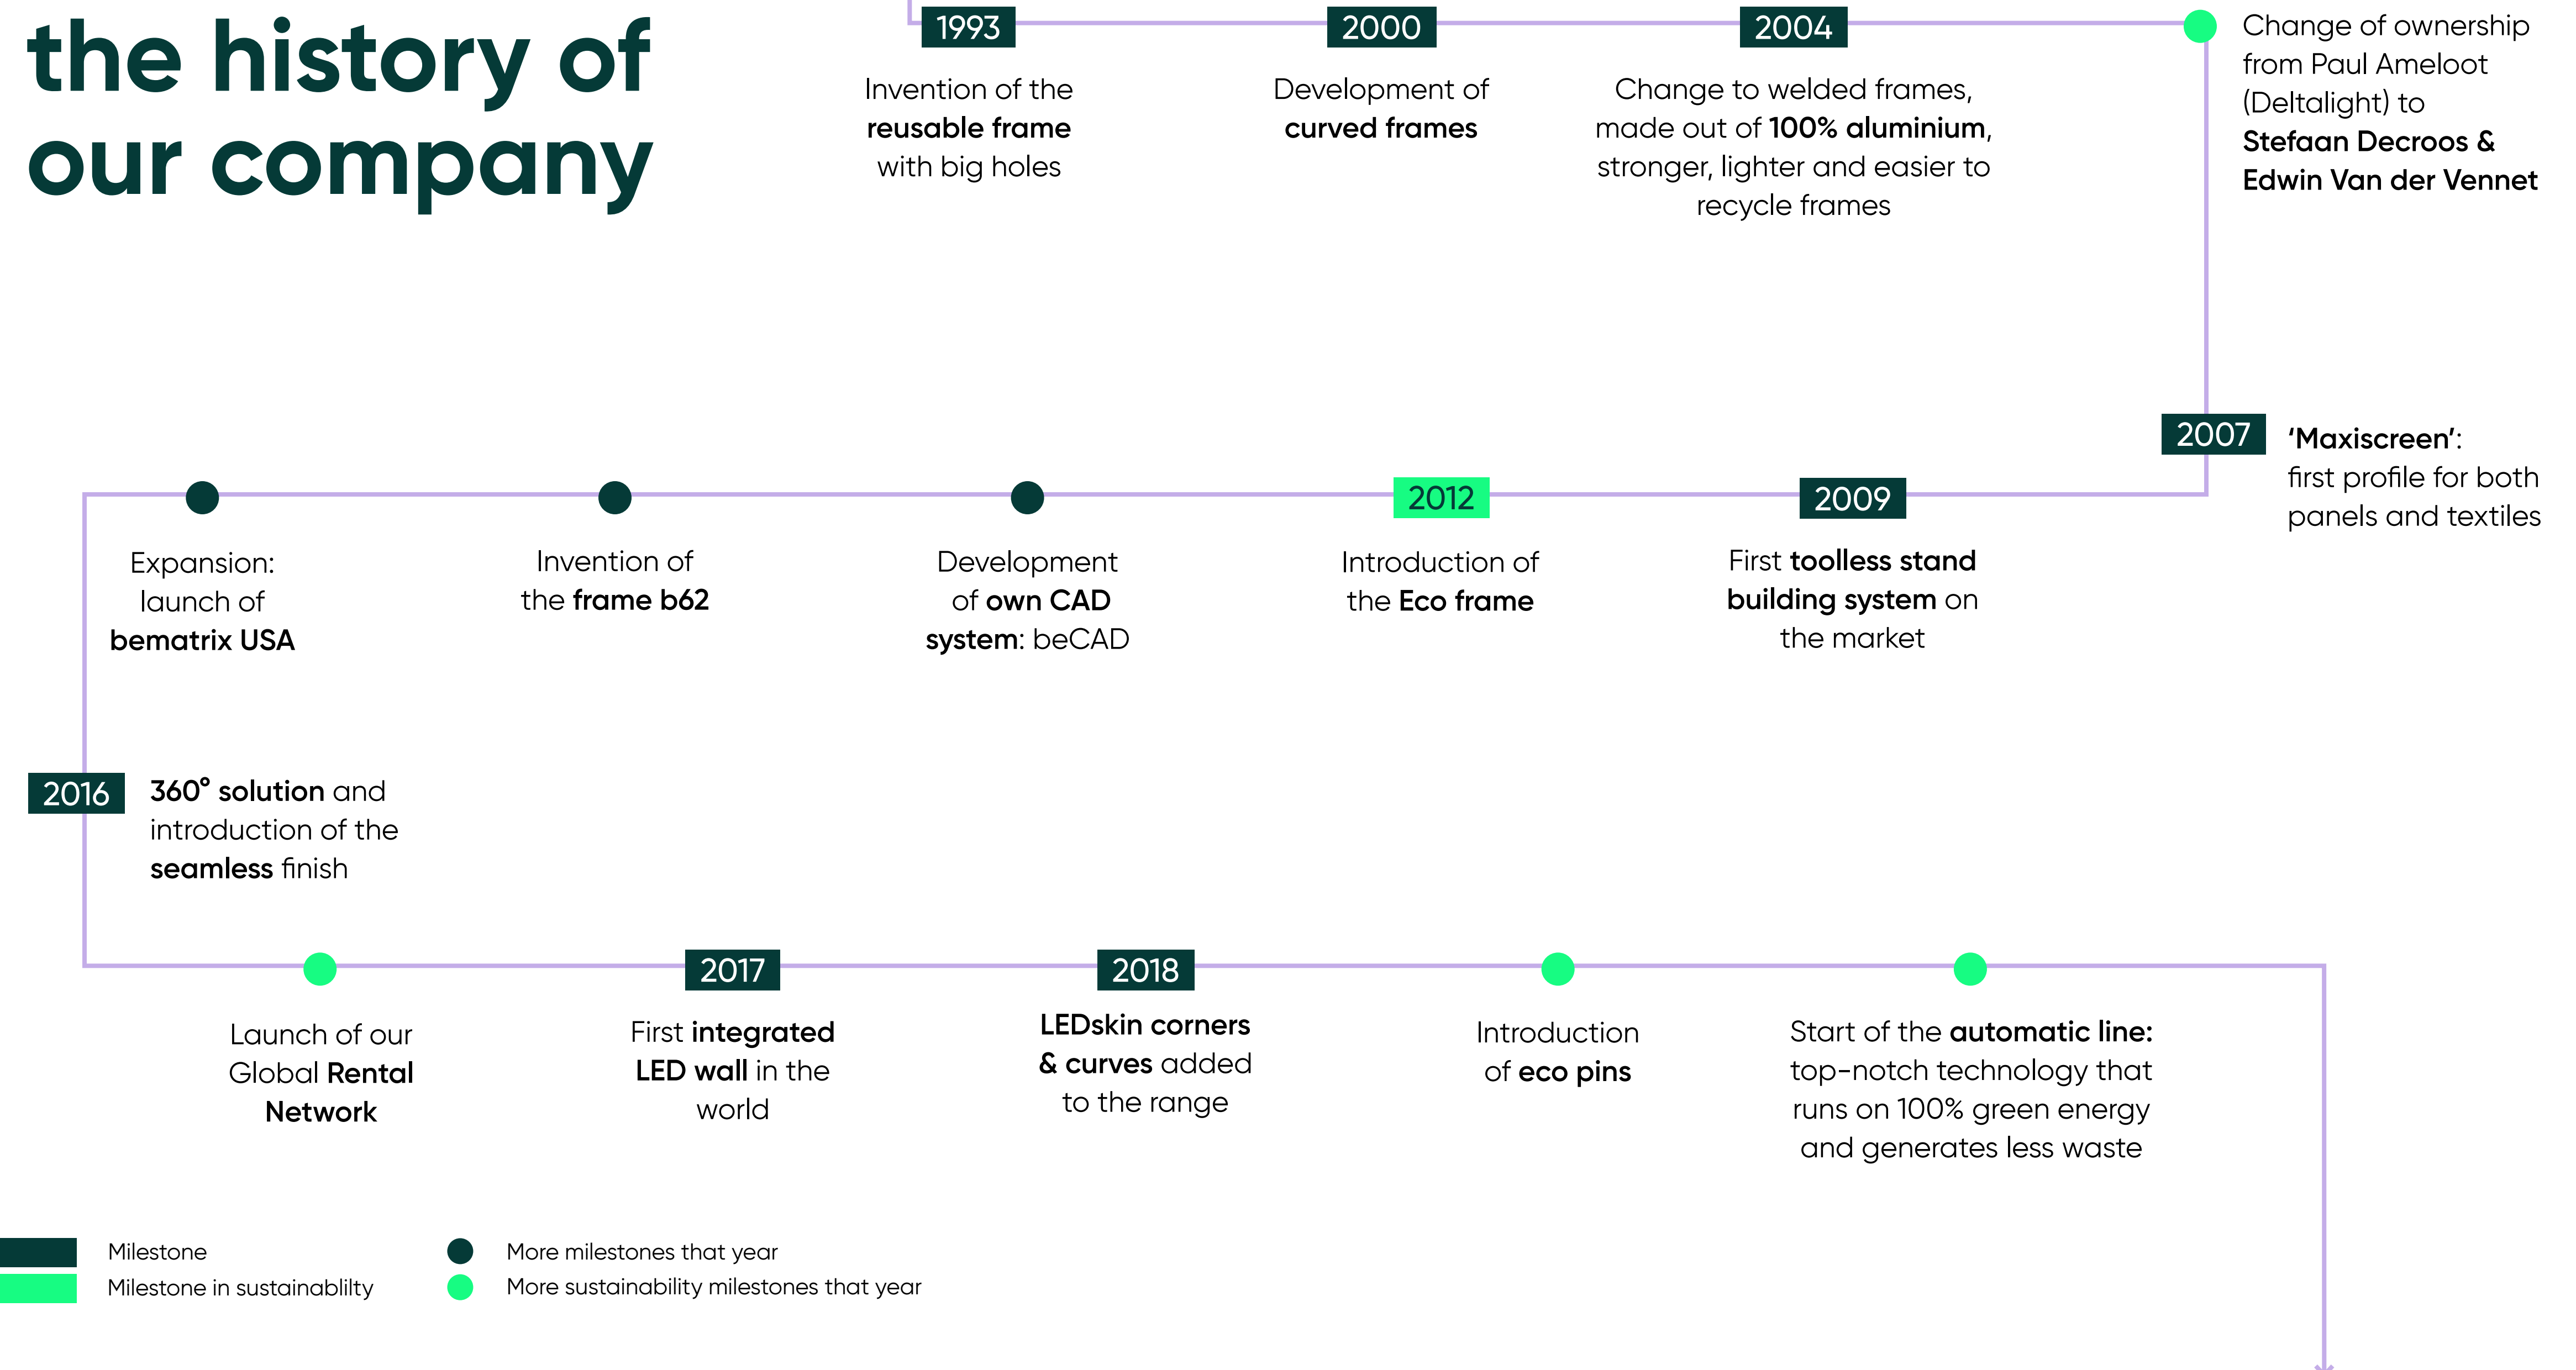 the history of
our company
1993
Invention of the
reusable frame
with big holes
2000
Development of
curved frames
2004
Change to welded frames,
made out of 100% aluminium,
stronger, lighter and easier to
recycle frames
Change of ownership
from Paul Ameloot
(Deltalight) to
Stefaan Decroos &
Edwin Van der Vennet
2007
‘Maxiscreen’:
first profile for both
panels and textiles
2009
First toolless stand
building system on
the market
2012
Introduction of
the Eco frame
Development
of own CAD
system: beCAD
Invention of
the frame b62
Expansion:
launch of
bematrix USA
2016
360° solution and
introduction of the
seamless finish
Launch of our
Global Rental
Network
2017
First integrated
LED wall in the
world
2018
LEDskin corners
& curves added
to the range
Introduction
of eco pins
Start of the automatic line:
top-notch technology that
runs on 100% green energy
and generates less waste
Milestone
Milestone in sustainablilty
More milestones that year
More sustainability milestones that year